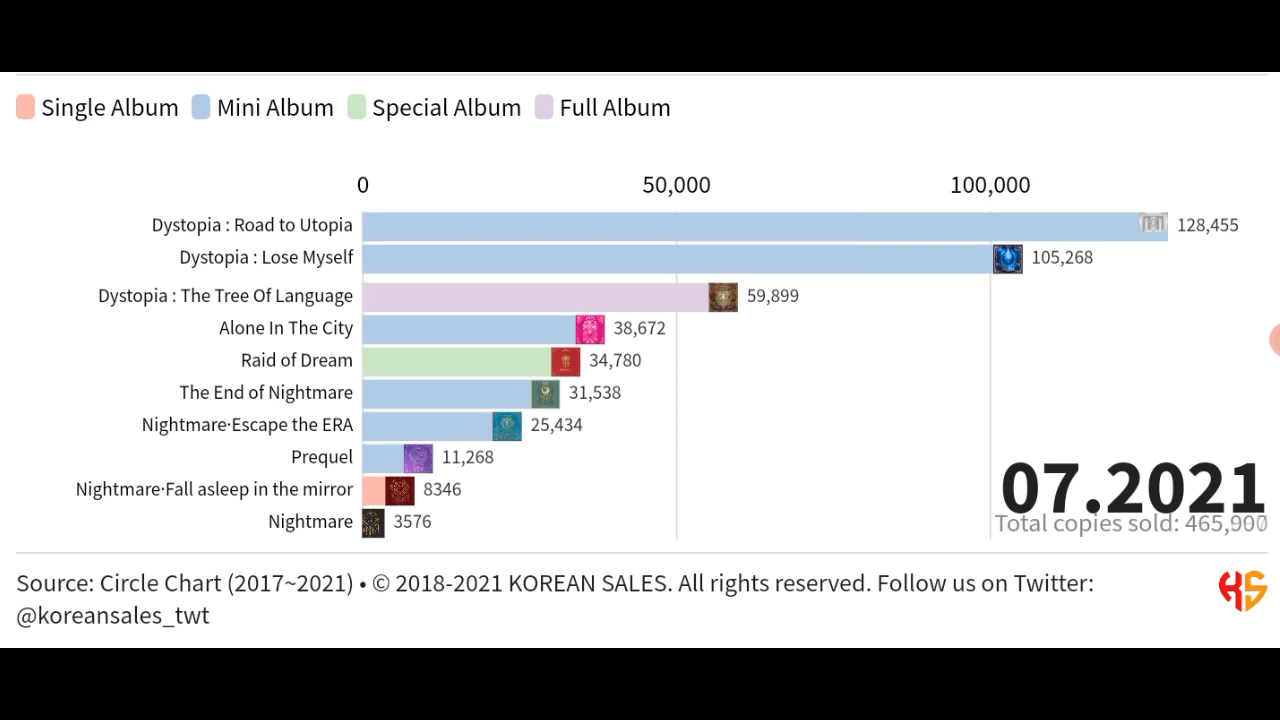 Single Album Mini Album Special Album Full Album
0 50,000 100,000
Dystopia : Road to Utopia 128,455
Dystopia : Lose Myself 105,268
Dystopia : The Tree Of Language 59,899
Alone In The City 38,672
Raid of Dream 34,780
The End of Nightmare 31,538
Nightmare·Escape the ERA 25,434
Prequel 11,268
Nightmare·Fall asleep in the mirror 8346
Nightmare 3576
07.2021
Total copies sold:
Source: Circle Chart (2017~2021) • © 2018-2021 KOREAN SALES. All rights reserved. Follow us on Twitter:
@koreansales_twt
KS